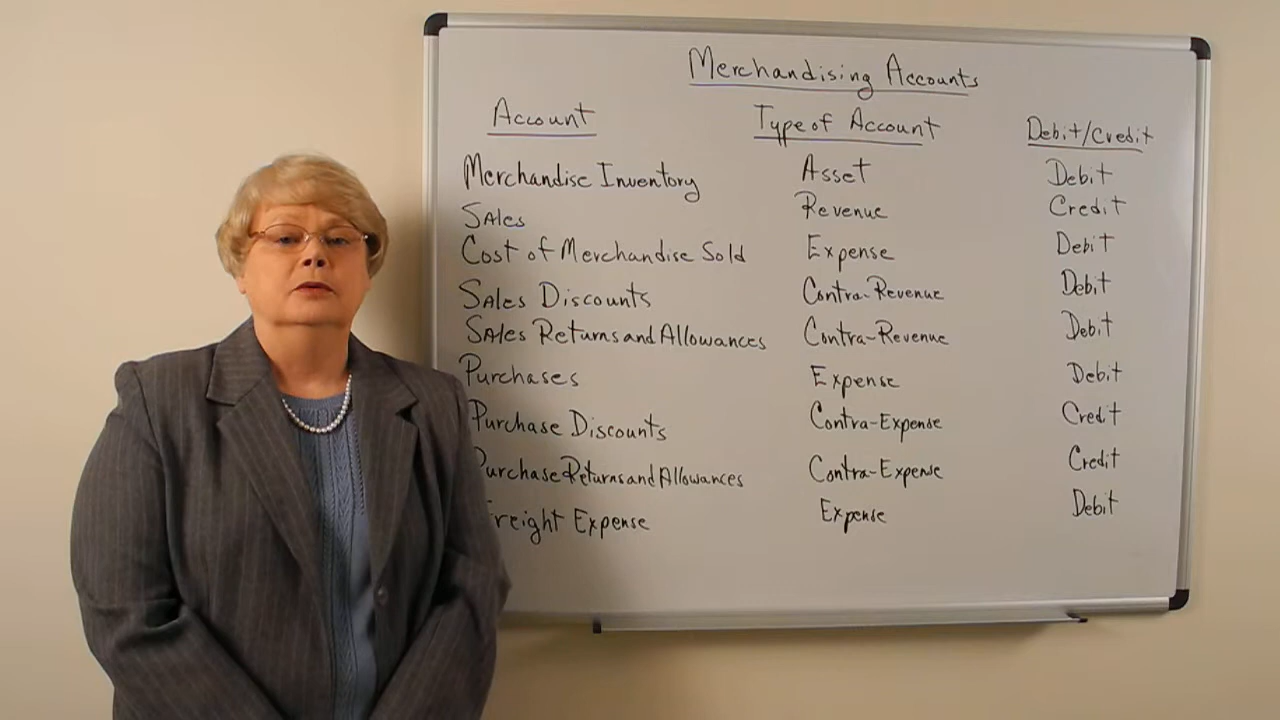 Merchandising Accounts
Account Type of Account Debit/Credit
Merchandise Inventory Asset Debit
Sales Revenue Credit
Cost of Merchandise Sold Expense Debit
Sales Discounts Contra-Revenue Debit
Sales Returns and Allowances Contra-Revenue Debit
Purchases Expense Debit
Purchase Discounts Contra-Expense Credit
Purchase Returns and Allowances Contra-Expense Credit
Freight Expense Expense Debit